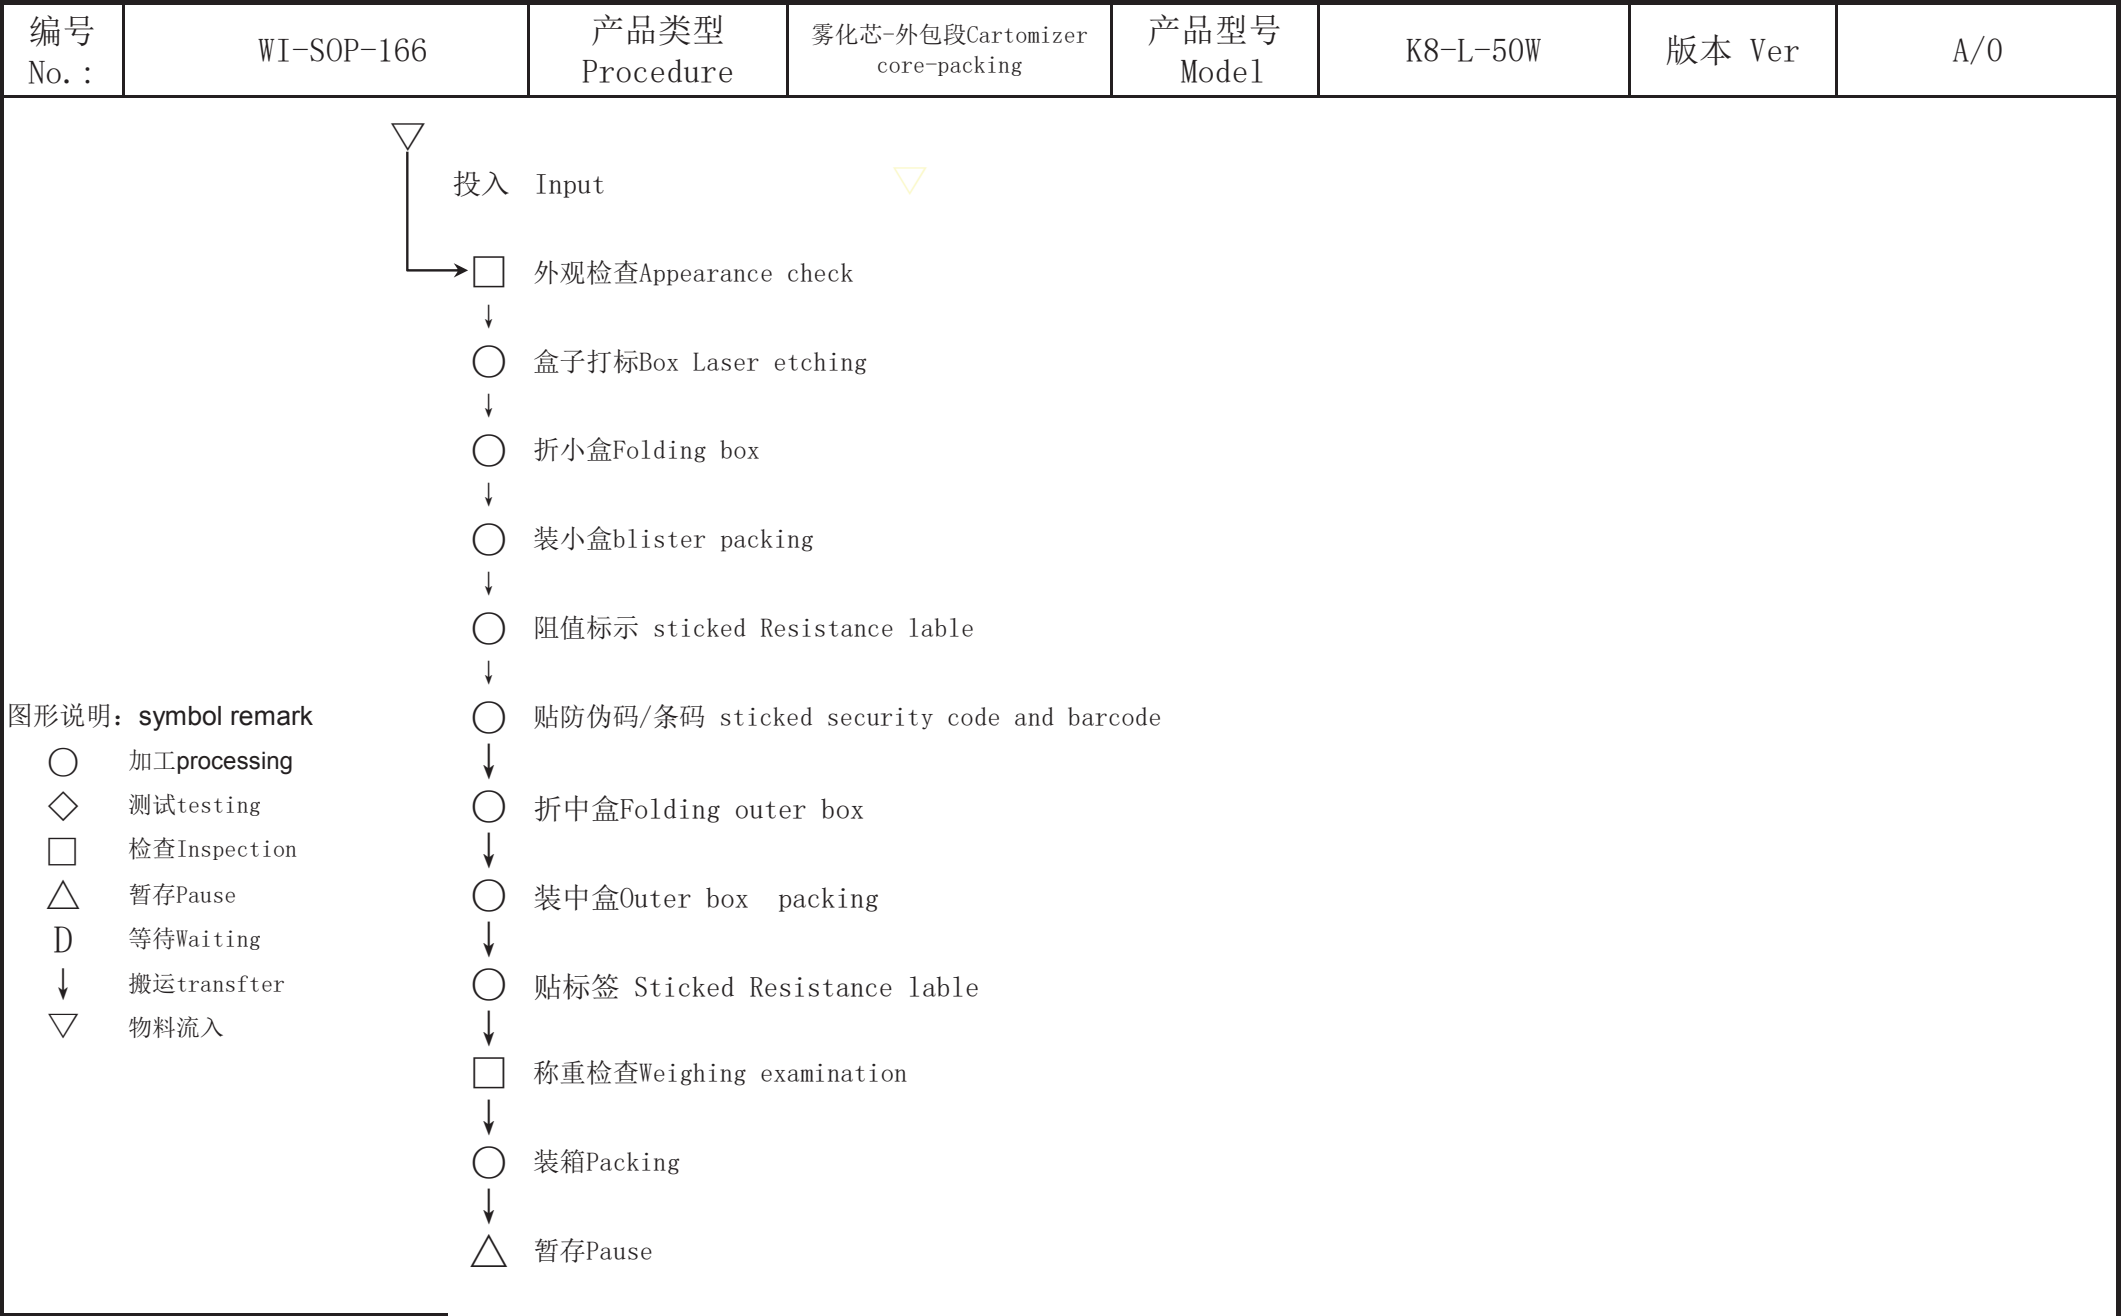 编号
No.:
WI-SOP-166
产品类型
Procedure
雾化芯-外包段Cartomizer
core-packing
产品型号
Model
K8-L-50W
版本 Ver
A/0
投入 Input
外观检查Appearance check
盒子打标Box Laser etching
折小盒Folding box
装小盒blister packing
阻值标示 sticked Resistance lable
贴防伪码/条码 sticked security code and barcode
折中盒Folding outer box
装中盒Outer box packing
贴标签 Sticked Resistance lable
称重检查Weighing examination
装箱Packing
暂存Pause
图形说明：symbol remark
加工processing
测试testing
检查Inspection
暂存Pause
D 等待Waiting
搬运transfter
物料流入